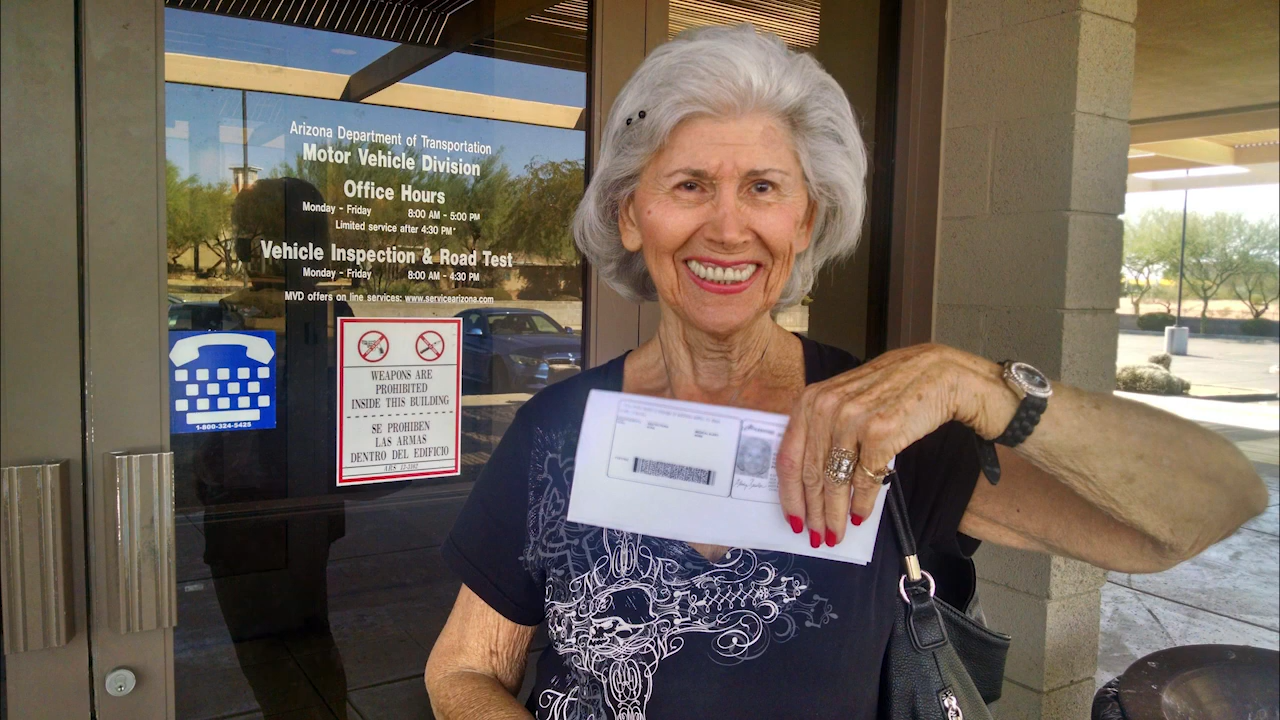 Arizona Department of Transportation
Motor Vehicle Division
Office Hours
Monday - Friday 8:00 AM - 5:00 PM
Limited service after 4:30 PM*
Vehicle Inspection & Road Test
Monday - Friday 8:00 AM - 4:30 PM
MVD offers on line services: www.servicearizona.com
1-800-324-5425
WEAPONS ARE
PROHIBITED
INSIDE THIS BUILDING
SE PROHIBEN
LAS ARMAS
DENTRO DEL EDIFICIO
ARS 13-3102